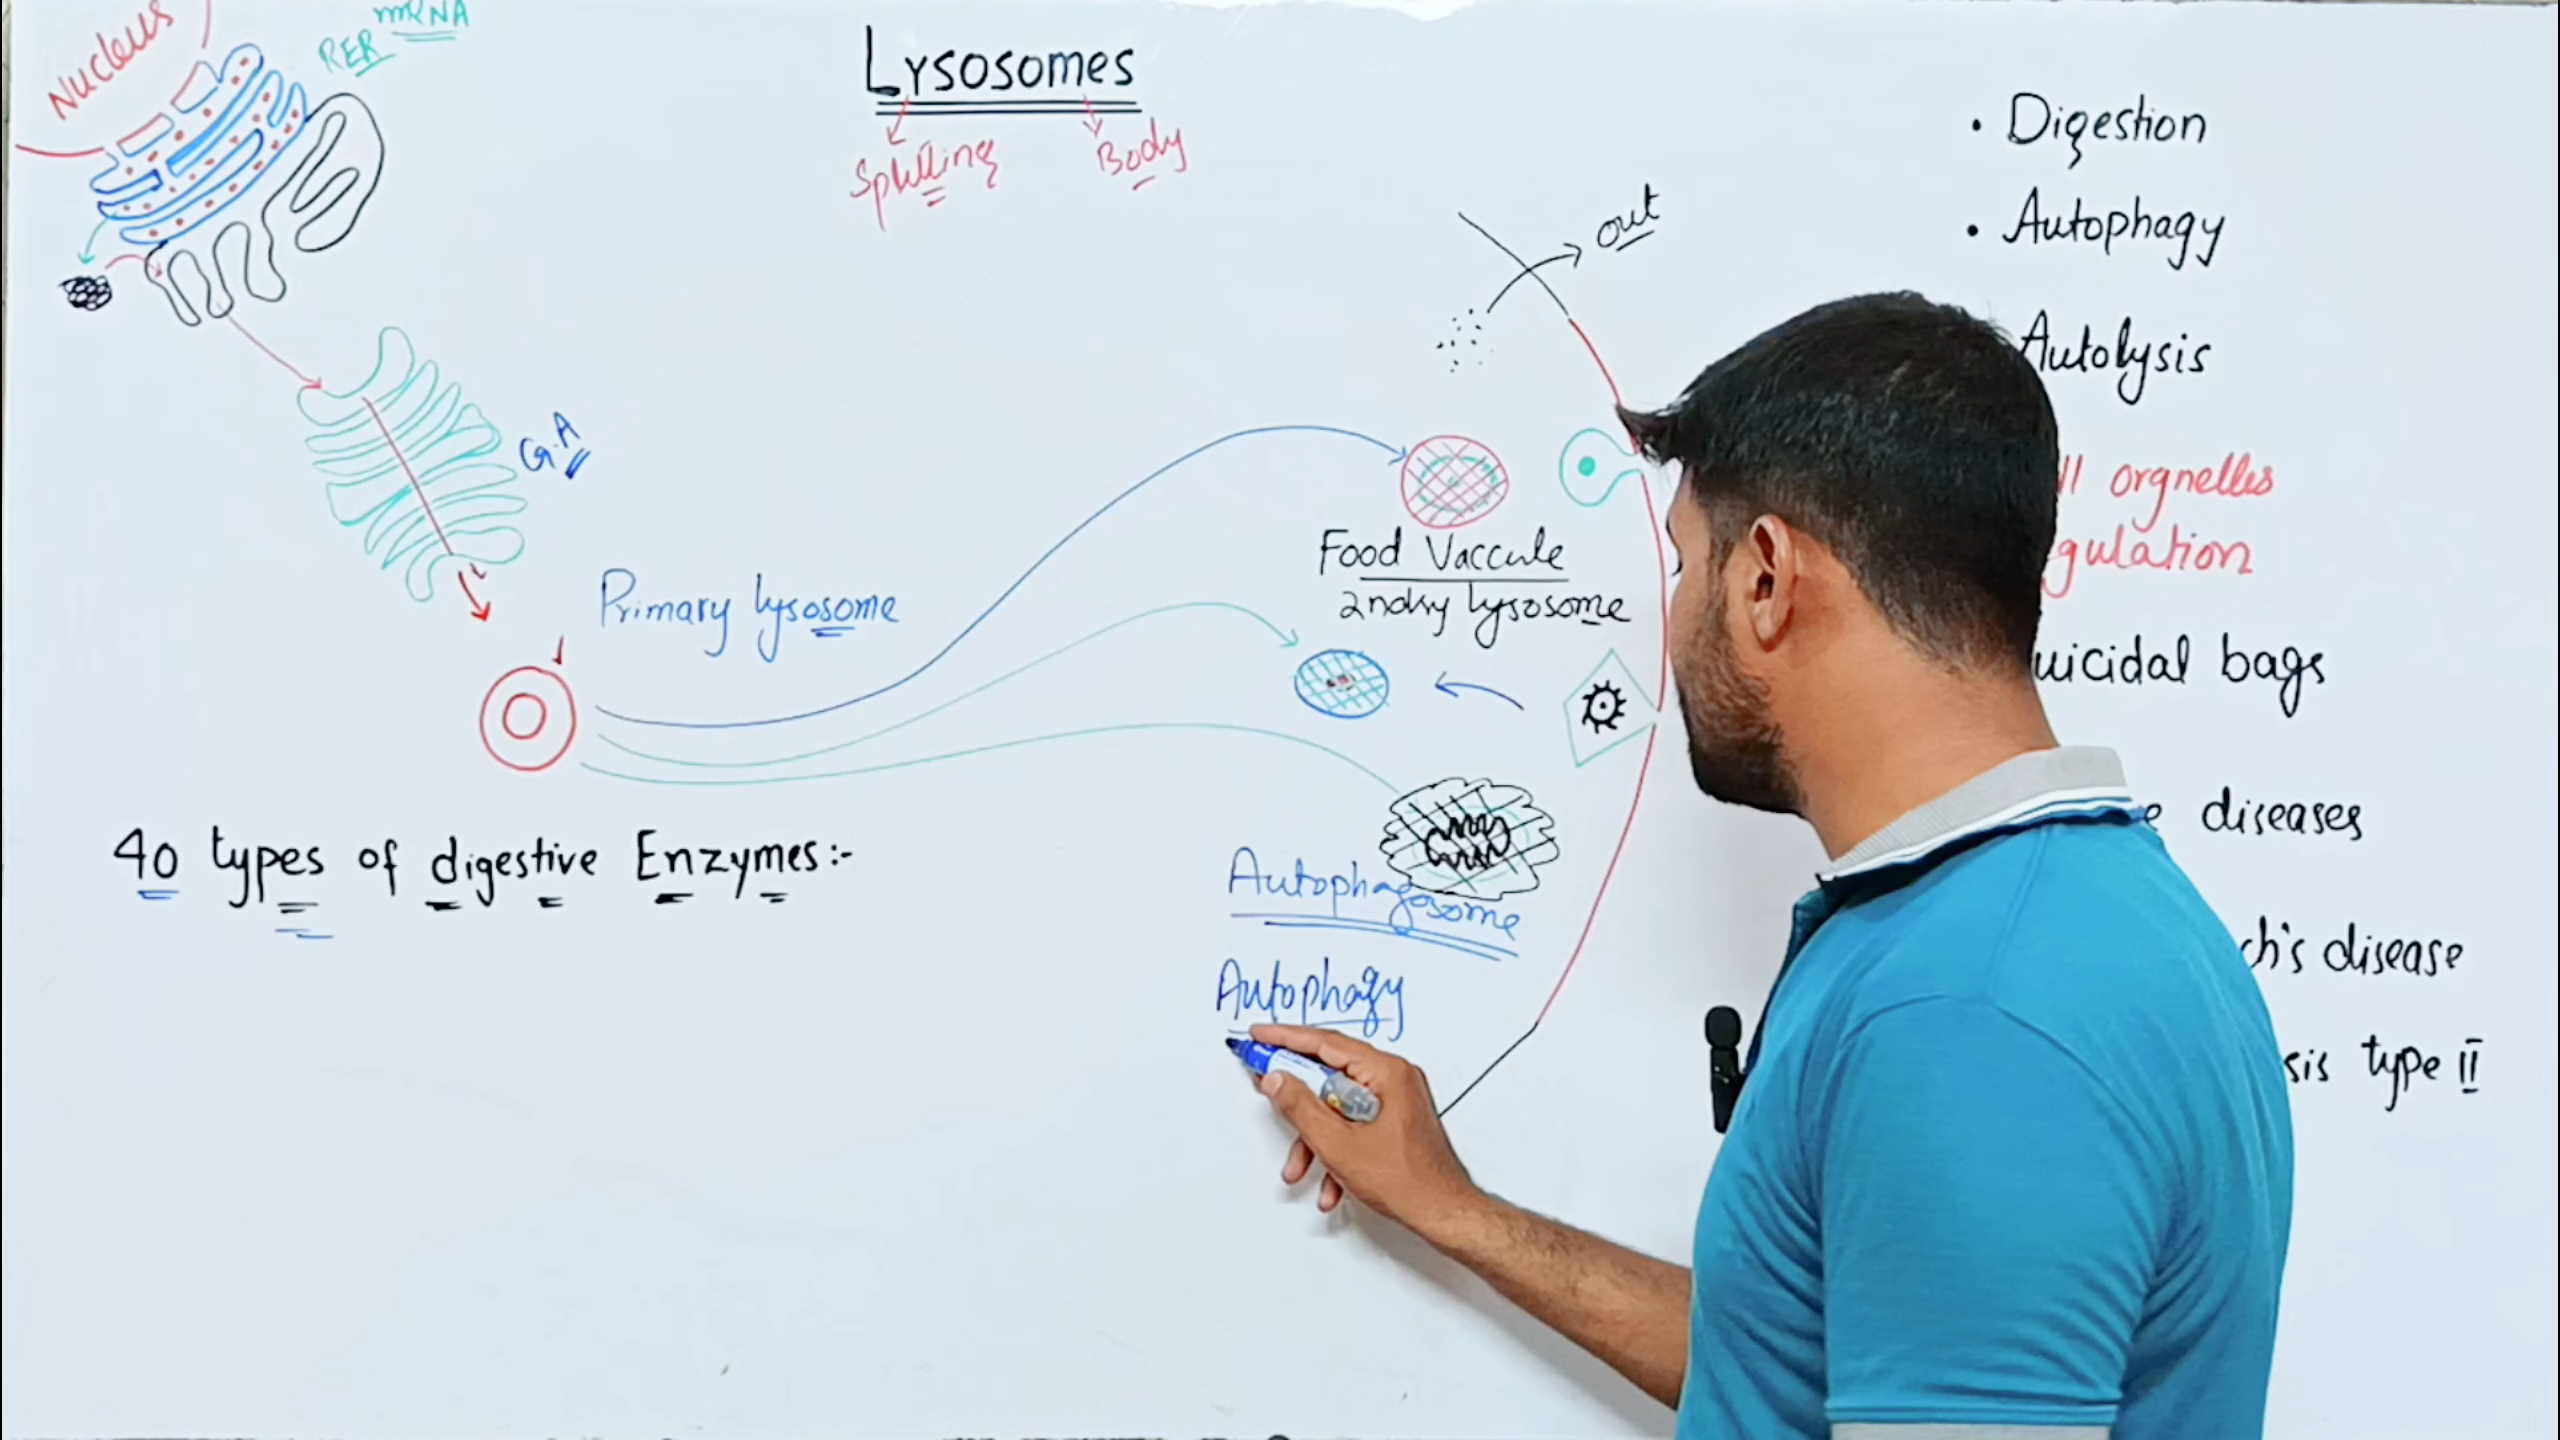 Nucleus
RER
mRNA
Lysosomes
Splitting
Body
out
G.A
Primary lysosome
Food Vaccule
2ndry lysosome
40 types of digestive Enzymes:-
Autophagosome
Autophagy
• Digestion
• Autophagy
Autolysis
ll orgnelles
gulation
uicidal bags
e diseases
ch's disease
sis type II